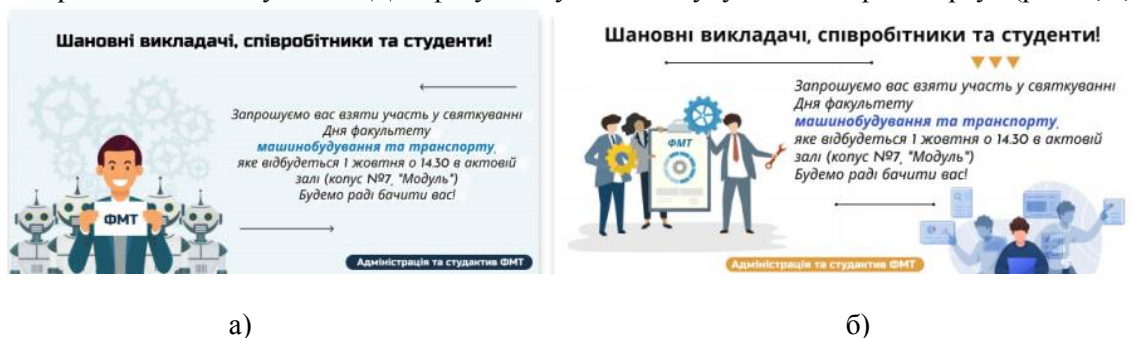 Шановні викладачі, співробітники та студенти!
Запрошуємо вас взяти участь у святкуванні
Дня факультету
машинобудування та транспорту,
яке відбудеться 1 жовтня о 14.30 в актовій
залі (копус №7, "Модуль")
Будемо раді бачити вас!
ФМТ
Адміністрація та студактив ФМТ
а)
Шановні викладачі, співробітники та студенти!
Запрошуємо вас взяти участь у святкуванні
Дня факультету
машинобудування та транспорту,
яке відбудеться 1 жовтня о 14.30 в актовій
залі (копус №7, "Модуль")
Будемо раді бачити вас!
ФМТ
Адміністрація та студактив ФМТ
б)